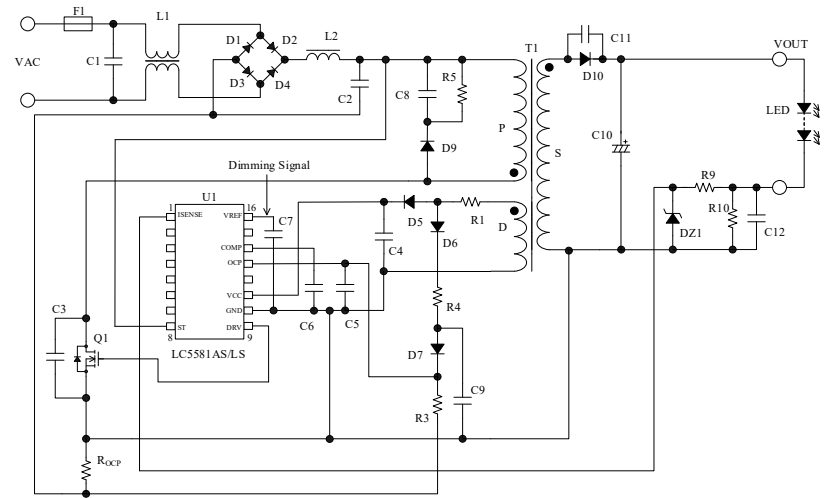 F1
L1
VAC
C1
D1
D2
D3
D4
L2
C2
C8
R5
D9
T1
P
S
D
C11
D10
C10
VOUT
LED
R9
R10
DZ1
C12
Dimming Signal
U1
1
16
ISENSE
VREF
COMP
OCP
VCC
GND
ST
DRV
8
9
LC5581AS/LS
C7
C4
D5
D6
R1
C6
C5
R4
D7
R3
C9
C3
Q1
ROCP